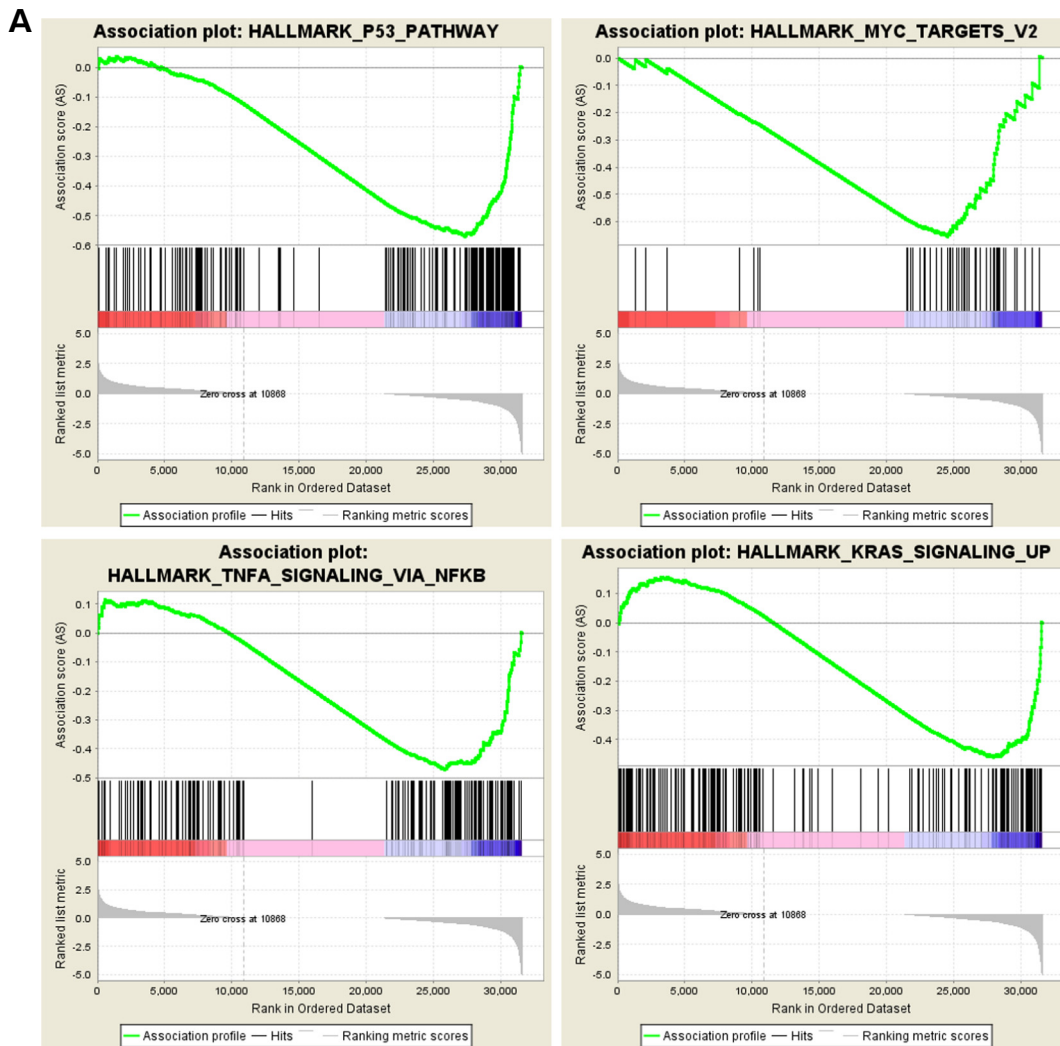 A
Association plot: HALLMARK_P53_PATHWAY
Association score (AS)
0.0
-0.1
-0.2
-0.3
-0.4
-0.5
-0.6
Ranked list metric
5.0
2.5
0.0
-2.5
-5.0
Zero cross at 10868
0 5,000 10,000 15,000 20,000 25,000 30,000
Rank in Ordered Dataset
Association profile Hits Ranking metric scores
Association plot: HALLMARK_MYC_TARGETS_V2
Association score (AS)
0.0
-0.1
-0.2
-0.3
-0.4
-0.5
-0.6
Ranked list metric
5.0
2.5
0.0
-2.5
-5.0
Zero cross at 10868
0 5,000 10,000 15,000 20,000 25,000 30,000
Rank in Ordered Dataset
Association profile Hits Ranking metric scores
Association plot:
HALLMARK_TNFA_SIGNALING_VIA_NFKB
Association score (AS)
0.1
0.0
-0.1
-0.2
-0.3
-0.4
-0.5
Ranked list metric
5.0
2.5
0.0
-2.5
-5.0
Zero cross at 10868
0 5,000 10,000 15,000 20,000 25,000 30,000
Rank in Ordered Dataset
Association profile Hits Ranking metric scores
Association plot: HALLMARK_KRAS_SIGNALING_UP
Association score (AS)
0.1
0.0
-0.1
-0.2
-0.3
-0.4
Ranked list metric
5.0
2.5
0.0
-2.5
-5.0
Zero cross at 10868
0 5,000 10,000 15,000 20,000 25,000 30,000
Rank in Ordered Dataset
Association profile Hits Ranking metric scores